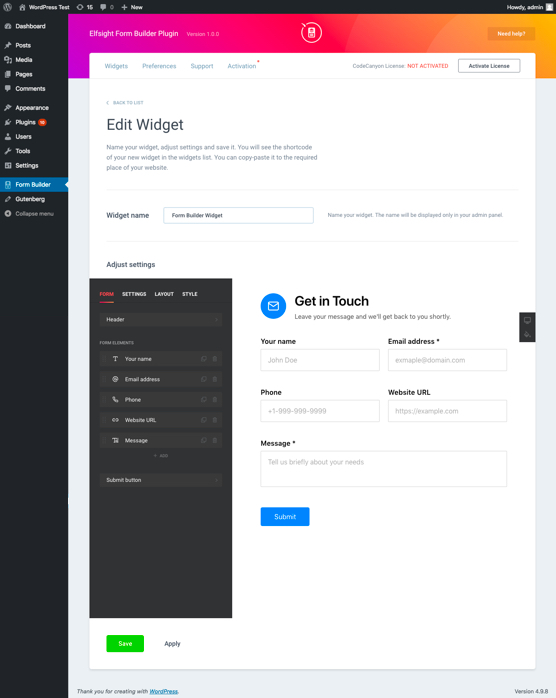 WordPress Test 15 0 New Howdy, admin
Dashboard
Posts
Media
Pages
Comments
Appearance
Plugins 10
Users
Tools
Settings
Form Builder
Gutenberg
Collapse menu
Elfsight Form Builder Plugin Version 1.0.0 Need help?
Widgets Preferences Support Activation CodeCanyon License: NOT ACTIVATED Activate License
BACK TO LIST
Edit Widget
Name your widget, adjust settings and save it. You will see the shortcode
of your new widget in the widgets list. You can copy-paste it to the required
place of your website.
Widget name Form Builder Widget Name your widget. The name will be displayed only in your admin panel.
Adjust settings
FORM SETTINGS LAYOUT STYLE
Header
FORM ELEMENTS
Your name
Email address
Phone
Website URL
Message
+ ADD
Submit button
Get in Touch
Leave your message and we'll get back to you shortly.
Your name Email address *
John Doe exmaple@domain.com
Phone Website URL
+1-999-999-9999 https://example.com
Message *
Tell us briefly about your needs
Submit
Save Apply
Thank you for creating with WordPress. Version 4.9.8